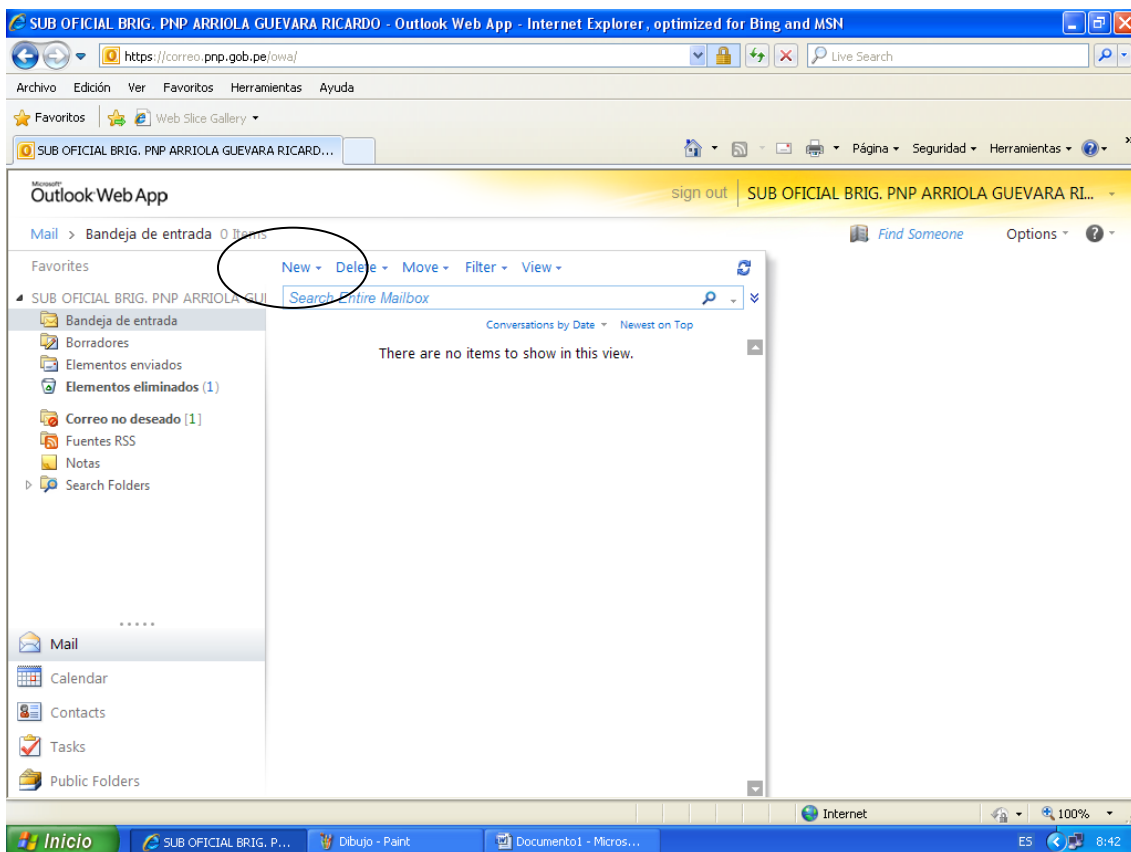 SUB OFICIAL BRIG. PNP ARRIOLA GUEVARA RICARDO - Outlook Web App - Internet Explorer, optimized for Bing and MSN
https://correo.pnp.gob.pe/owa/
Live Search
Archivo Edición Ver Favoritos Herramientas Ayuda
Favoritos Web Slice Gallery
SUB OFICIAL BRIG. PNP ARRIOLA GUEVARA RICARD...
Página Seguridad Herramientas
Microsoft
Outlook Web App
sign out SUB OFICIAL BRIG. PNP ARRIOLA GUEVARA RI...
Mail > Bandeja de entrada 0 Items
Find Someone Options
Favorites
New Delete Move Filter View
SUB OFICIAL BRIG. PNP ARRIOLA GUI
Search Entire Mailbox
Bandeja de entrada
Conversations by Date Newest on Top
Borradores
There are no items to show in this view.
Elementos enviados
Elementos eliminados (1)
Correo no deseado [1]
Fuentes RSS
Notas
Search Folders
Mail
Calendar
Contacts
Tasks
Public Folders
Internet 100%
Inicio SUB OFICIAL BRIG. P... Dibujo - Paint Documento1 - Micros... ES 8:42